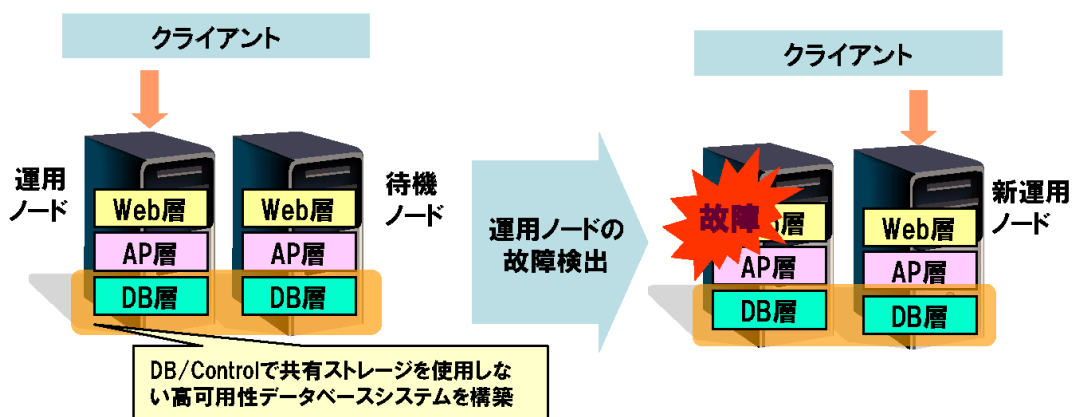 クライアント
運用
ノード
Web層
AP層
DB層
Web層
AP層
DB層
待機
ノード
DB/Controlで共有ストレージを使用しな
い高可用性データベースシステムを構築
運用ノードの
故障検出
クライアント
故障
層
AP層
DB層
Web層
AP層
DB層
新運用
ノード